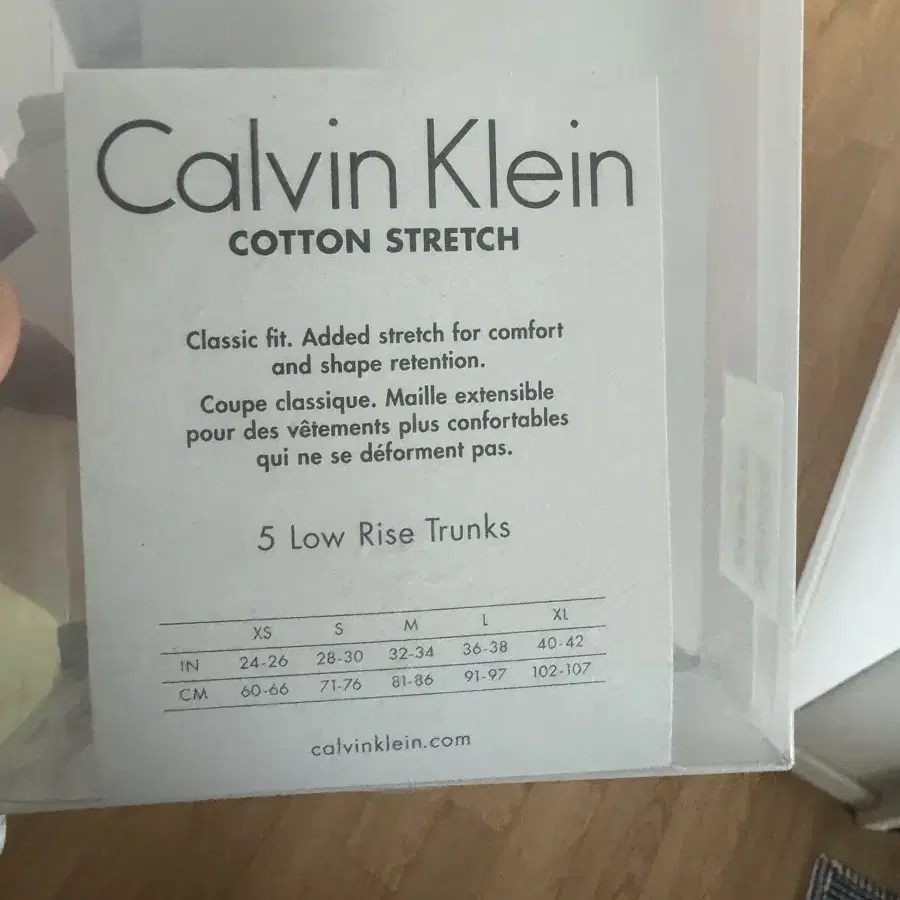 Calvin Klein
COTTON STRETCH
Classic fit. Added stretch for comfort
and shape retention.
Coupe classique. Maille extensible
pour des vêtements plus confortables
qui ne se déforment pas.
5 Low Rise Trunks
XS S M L XL
IN 24-26 28-30 32-34 36-38 40-42
CM 60-66 71-76 81-86 91-97 102-107
calvinklein.com